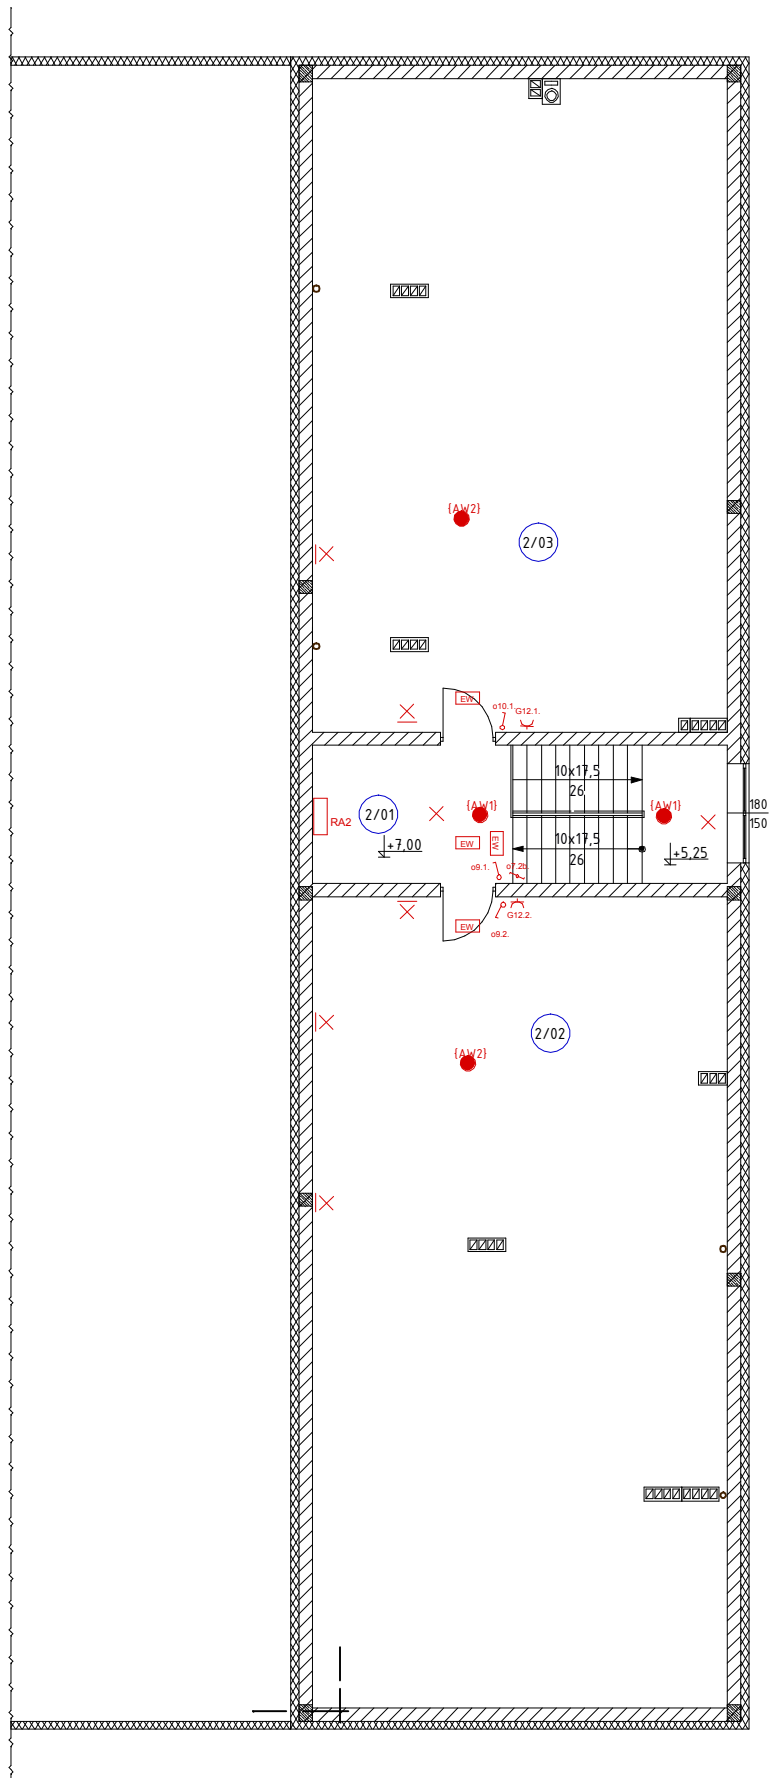 {AW2}
2/03
EW
o10.1.
G12.1.
10x17,5
26
180
150
{AW1}
{AW1}
2/01
RA2
+7,00
EW
EW
10x17,5
26
+5,25
o9.1.
o7.2b.
G12.2.
EW
o9.2.
2/02
{AW2}